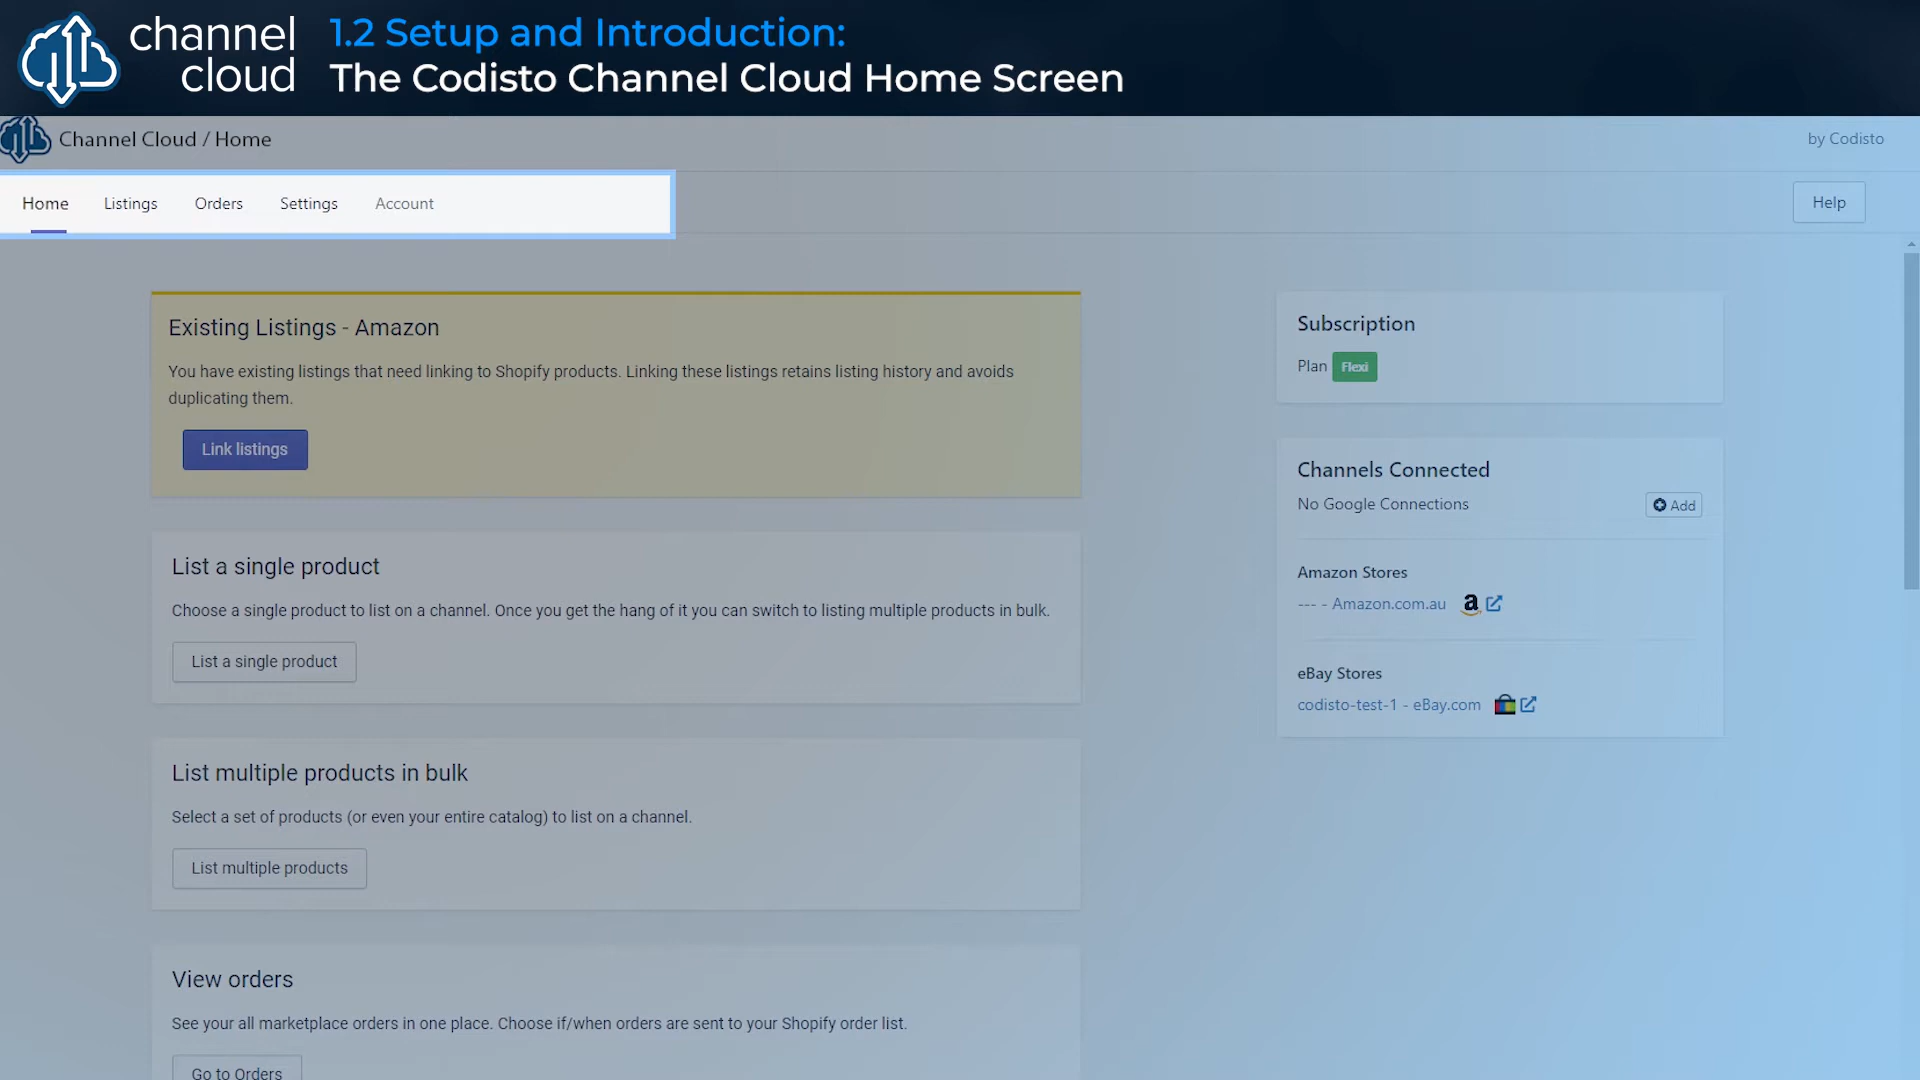 channel
cloud
1.2 Setup and Introduction:
The Codisto Channel Cloud Home Screen
Channel Cloud / Home
by Codisto
Home Listings Orders Settings Account
Help
Existing Listings - Amazon
You have existing listings that need linking to Shopify products. Linking these listings retains listing history and avoids
duplicating them.
Link listings
List a single product
Choose a single product to list on a channel. Once you get the hang of it you can switch to listing multiple products in bulk.
List a single product
List multiple products in bulk
Select a set of products (or even your entire catalog) to list on a channel.
List multiple products
View orders
See your all marketplace orders in one place. Choose if/when orders are sent to your Shopify order list.
Go to Orders
Subscription
Plan Flexi
Channels Connected
No Google Connections
Add
Amazon Stores
--- - Amazon.com.au a
eBay Stores
codisto-test-1 - eBay.com